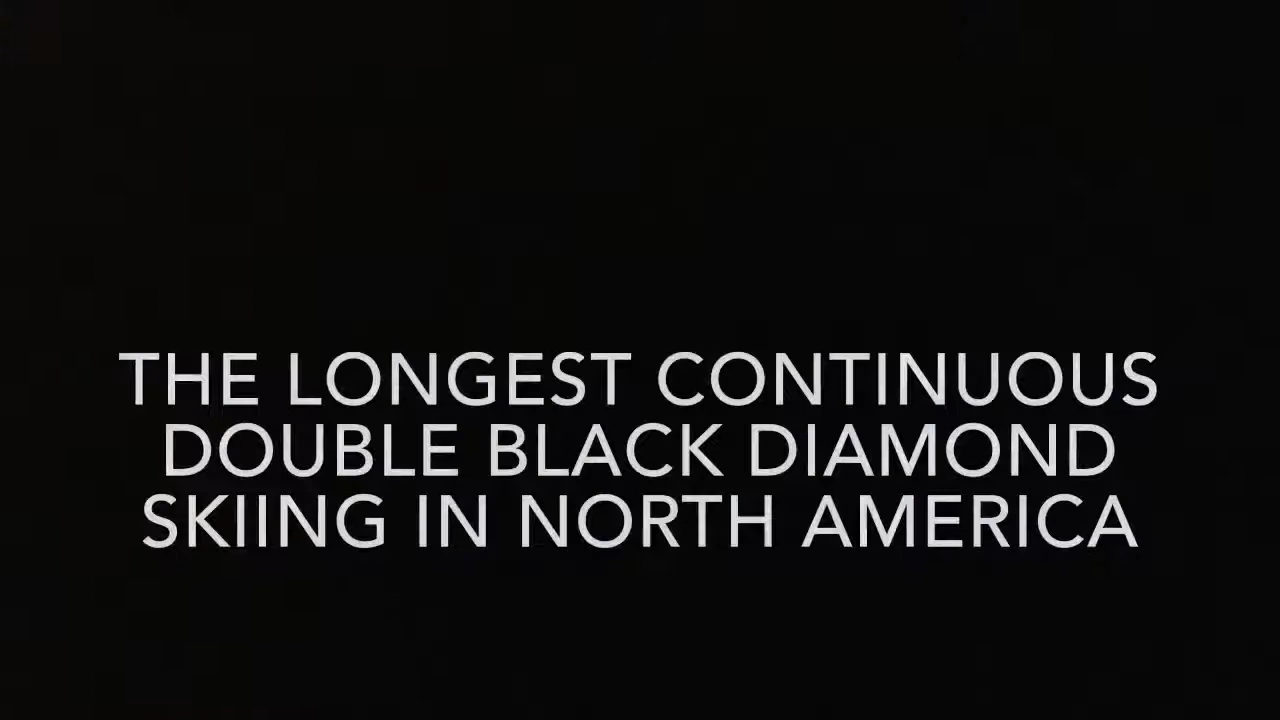 THE LONGEST CONTINUOUS
DOUBLE BLACK DIAMOND
SKIING IN NORTH AMERICA